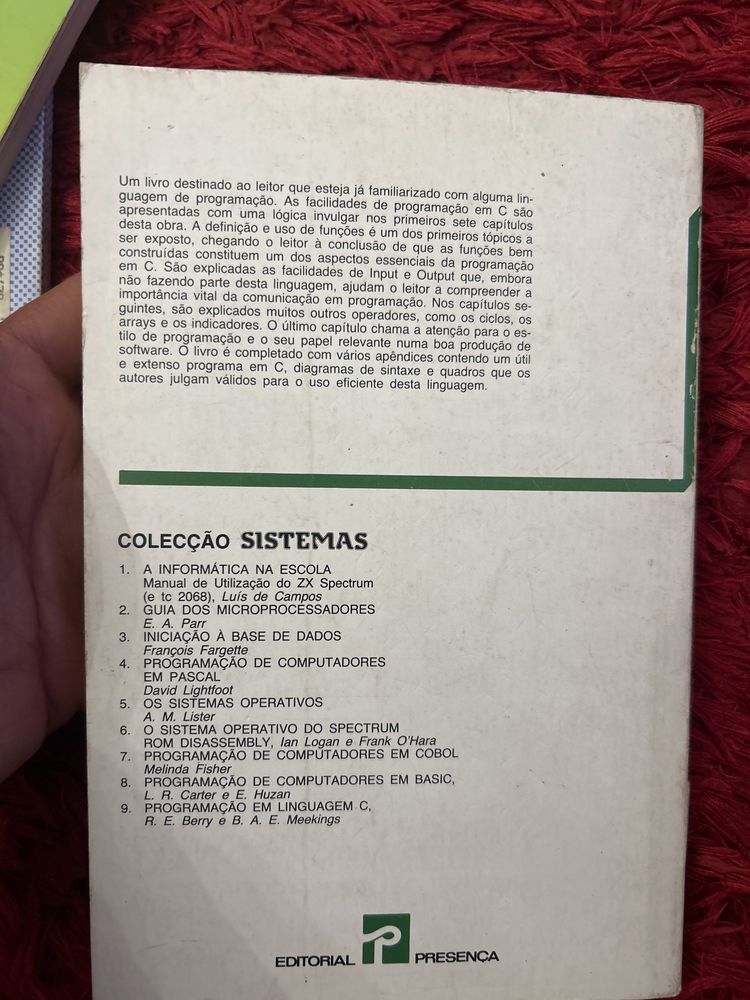 Um livro destinado ao leitor que esteja já familiarizado com alguma lin-
guagem de programação. As facilidades de programação em C são
apresentadas com uma lógica invulgar nos primeiros sete capítulos
desta obra. A definição e uso de funções é um dos primeiros tópicos a
ser exposto, chegando o leitor à conclusão de que as funções bem
construídas constituem um dos aspectos essenciais da programação
em C. São explicadas as facilidades de Input e Output que, embora
não fazendo parte desta linguagem, ajudam o leitor a compreender a
importância vital da comunicação em programação. Nos capítulos se-
guintes, são explicados muitos outros operadores, como os ciclos, os
arrays e os indicadores. O último capítulo chama a atenção para o es-
tilo de programação e o seu papel relevante numa boa produção de
software. O livro é completado com vários apêndices contendo um útil
e extenso programa em C, diagramas de sintaxe e quadros que os
autores julgam válidos para o uso eficiente desta linguagem.
COLECÇÃO SISTEMAS
1. A INFORMÁTICA NA ESCOLA
Manual de Utilização do ZX Spectrum
(e tc 2068), Luís de Campos
2. GUIA DOS MICROPROCESSADORES
E. A. Parr
3. INICIAÇÃO À BASE DE DADOS
François Fargette
4. PROGRAMAÇÃO DE COMPUTADORES
EM PASCAL
David Lightfoot
5. OS SISTEMAS OPERATIVOS
A. M. Lister
6. O SISTEMA OPERATIVO DO SPECTRUM
ROM DISASSEMBLY, Ian Logan e Frank O'Hara
7. PROGRAMAÇÃO DE COMPUTADORES EM COBOL
Melinda Fisher
8. PROGRAMAÇÃO DE COMPUTADORES EM BASIC,
L. R. Carter e E. Huzan
9. PROGRAMAÇÃO EM LINGUAGEM C,
R. E. Berry e B. A. E. Meekings
EDITORIAL PRESENÇA